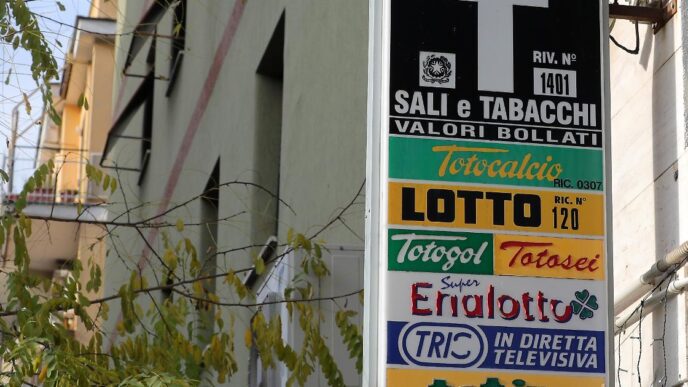 T
RIV. N°
1401
SALI e TABACCHI
VALORI BOLLATI
Totocalcio
RIC. 0307
LOTTO
RIC. N°
120
Totogol
Totosei
Super
Enalotto
TRIS
IN DIRETTA
TELEVISIVA